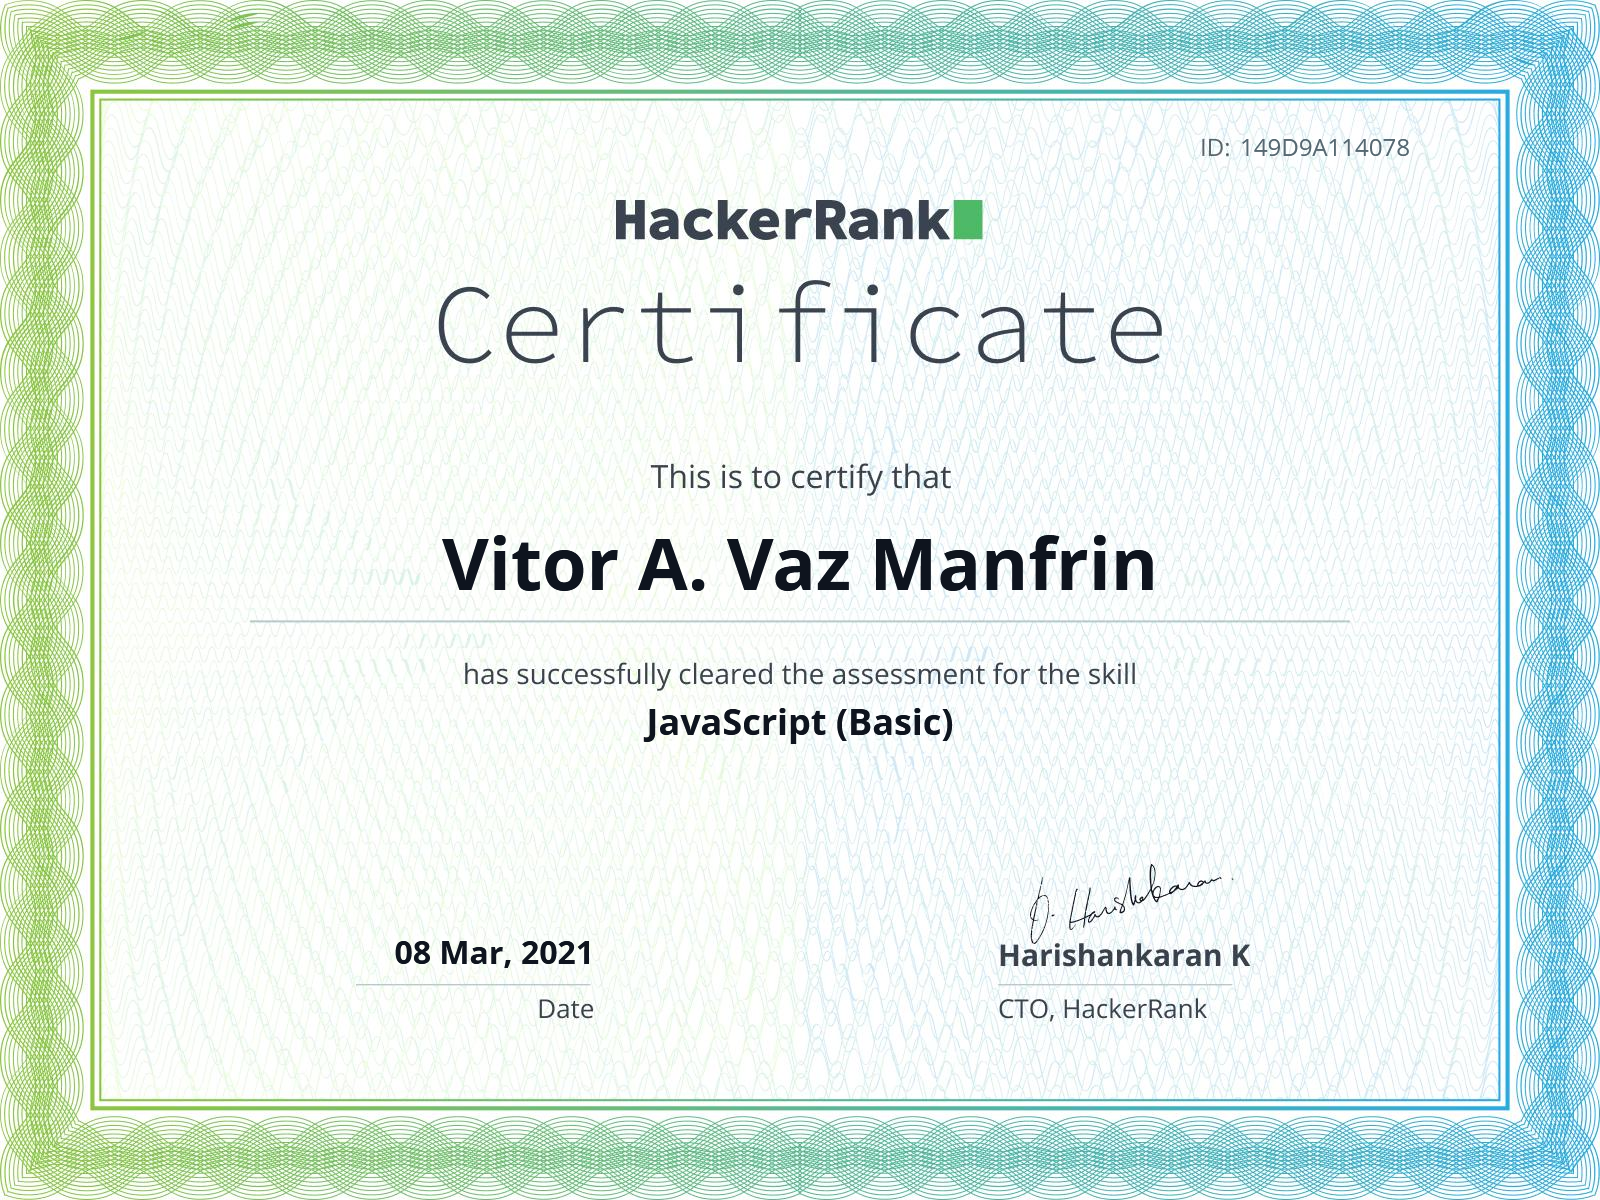 ID: 149D9A114078
HackerRank
Certificate
This is to certify that
Vitor A. Vaz Manfrin
has successfully cleared the assessment for the skill
JavaScript (Basic)
08 Mar, 2021
Date
Harishankaran K
CTO, HackerRank